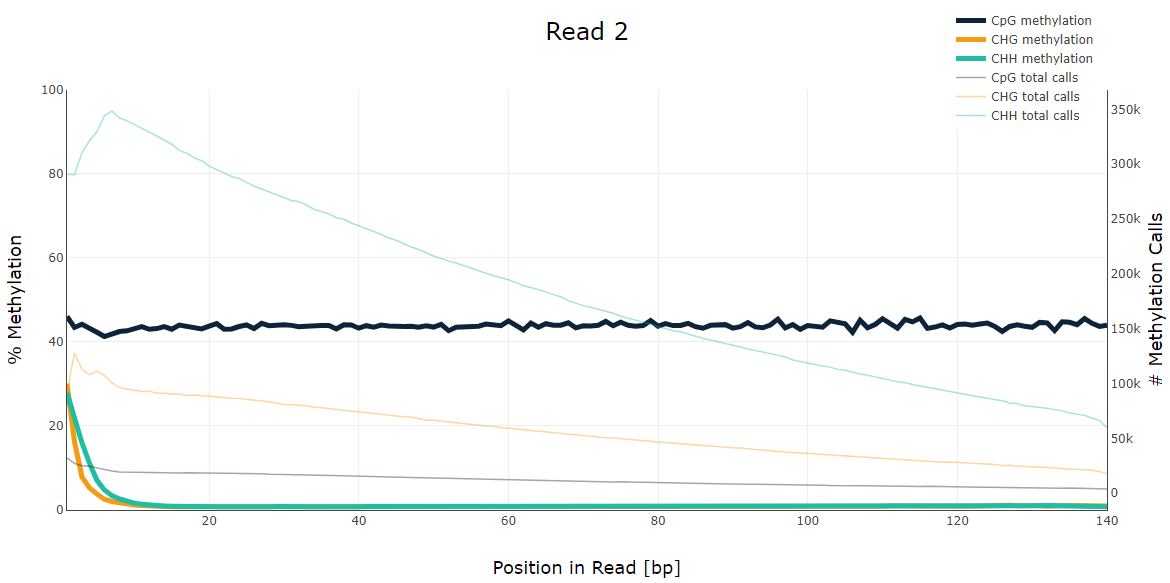 Read 2
CpG methylation
CHG methylation
CHH methylation
CpG total calls
CHG total calls
CHH total calls
100
80
60
40
20
0
% Methylation
350k
300k
250k
200k
150k
100k
50k
0
# Methylation Calls
20
40
60
80
100
120
140
Position in Read [bp]